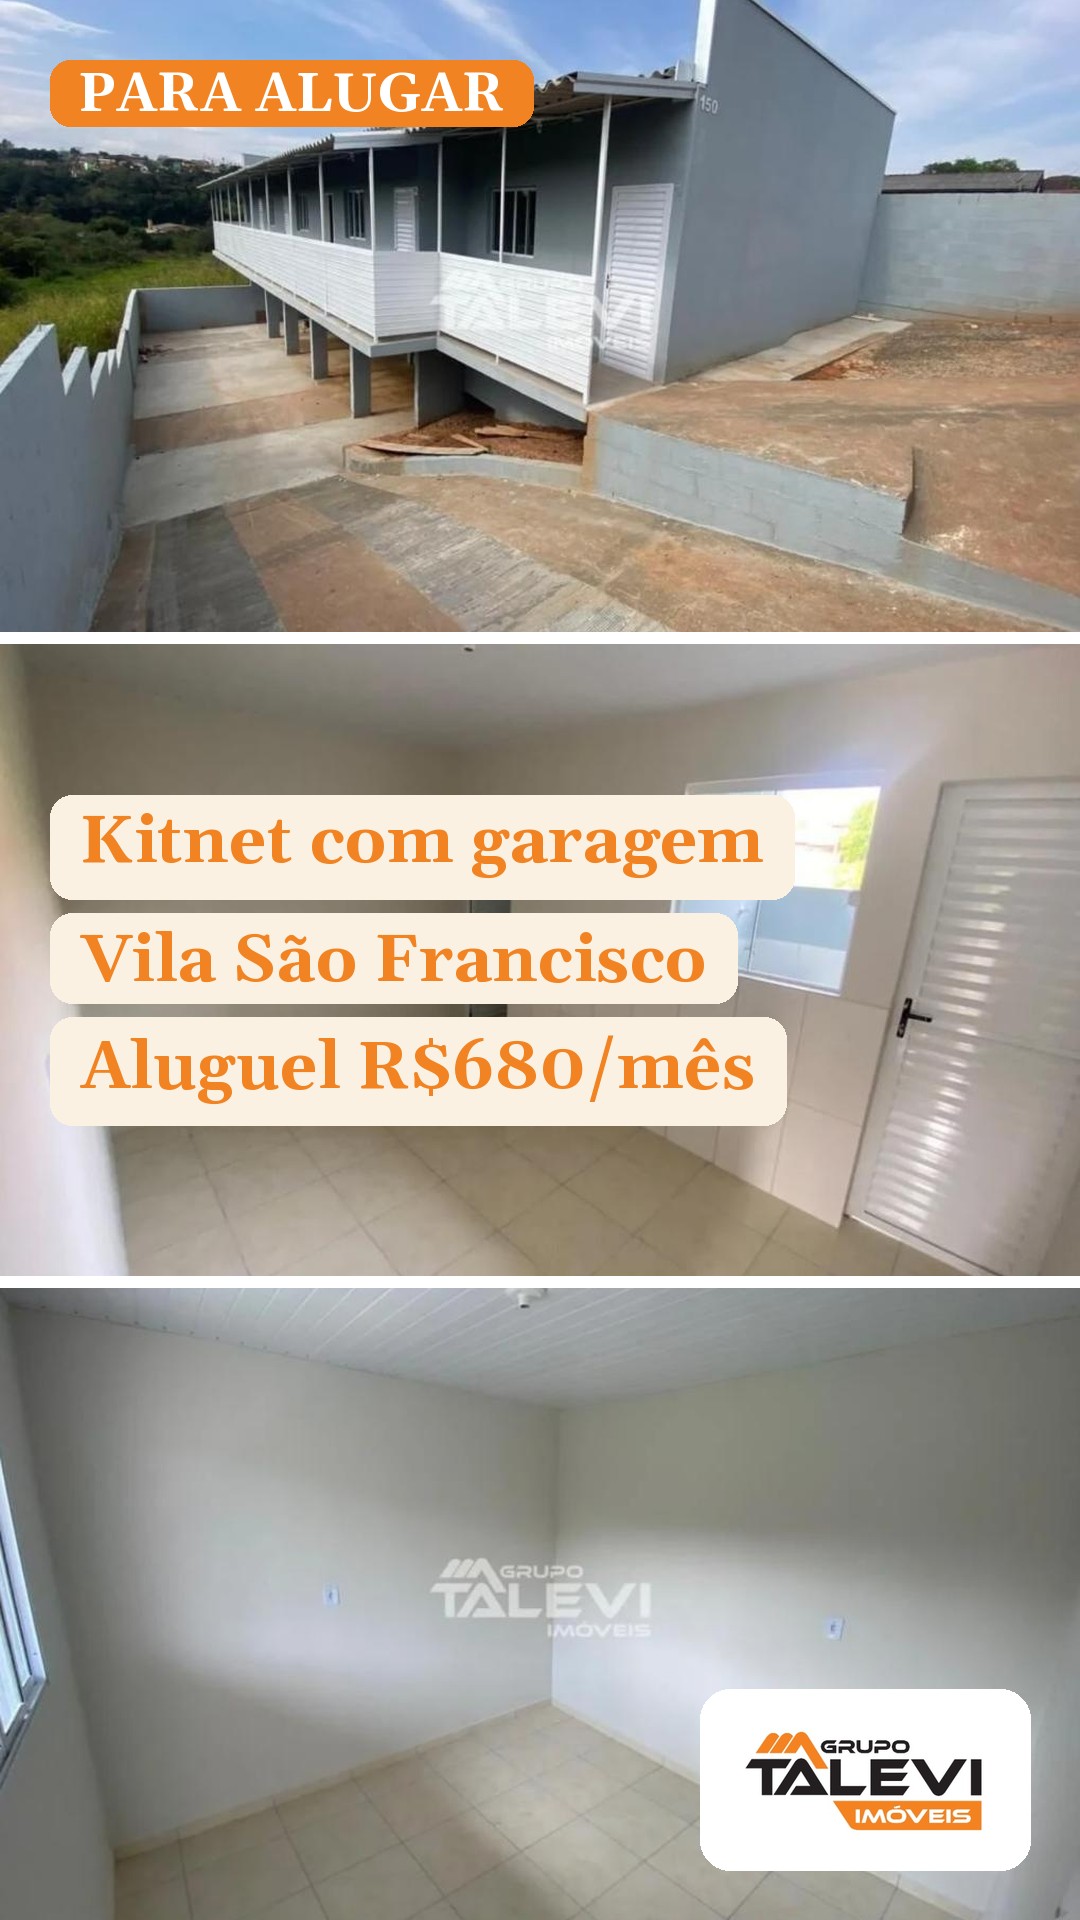 PARA ALUGAR
150
GRUPO
TALEVI
IMÓVEIS
Kitnet com garagem
Vila São Francisco
Aluguel R$680/mês
GRUPO
TALEVI
IMÓVEIS
GRUPO
TALEVI
IMÓVEIS